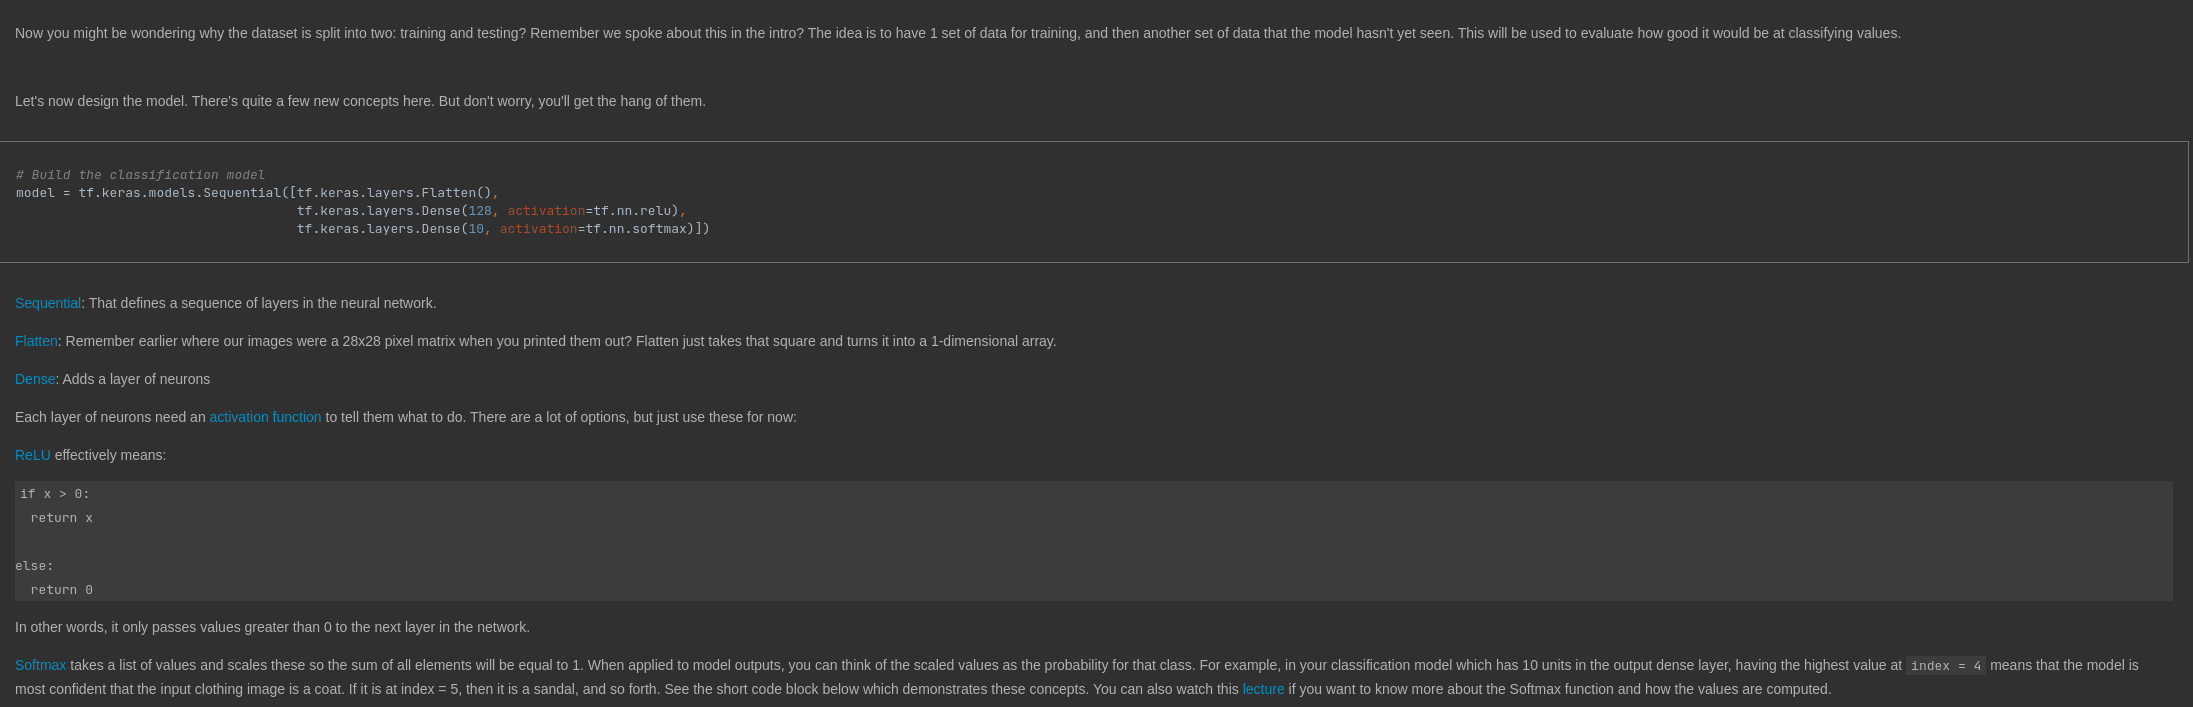 Now you might be wondering why the dataset is split into two: training and testing? Remember we spoke about this in the intro? The idea is to have 1 set of data for training, and then another set of data that the model hasn't yet seen. This will be used to evaluate how good it would be at classifying values.
Let's now design the model. There's quite a few new concepts here. But don't worry, you'll get the hang of them.
# Build the classification model
model = tf.keras.models.Sequential([tf.keras.layers.Flatten(),
                                    tf.keras.layers.Dense(128, activation=tf.nn.relu),
                                    tf.keras.layers.Dense(10, activation=tf.nn.softmax)])
Sequential: That defines a sequence of layers in the neural network.
Flatten: Remember earlier where our images were a 28x28 pixel matrix when you printed them out? Flatten just takes that square and turns it into a 1-dimensional array.
Dense: Adds a layer of neurons
Each layer of neurons need an activation function to tell them what to do. There are a lot of options, but just use these for now:
ReLU effectively means:
if x > 0:
  return x
else:
  return 0
In other words, it only passes values greater than 0 to the next layer in the network.
Softmax takes a list of values and scales these so the sum of all elements will be equal to 1. When applied to model outputs, you can think of the scaled values as the probability for that class. For example, in your classification model which has 10 units in the output dense layer, having the highest value at index = 4 means that the model is
most confident that the input clothing image is a coat. If it is at index = 5, then it is a sandal, and so forth. See the short code block below which demonstrates these concepts. You can also watch this lecture if you want to know more about the Softmax function and how the values are computed.